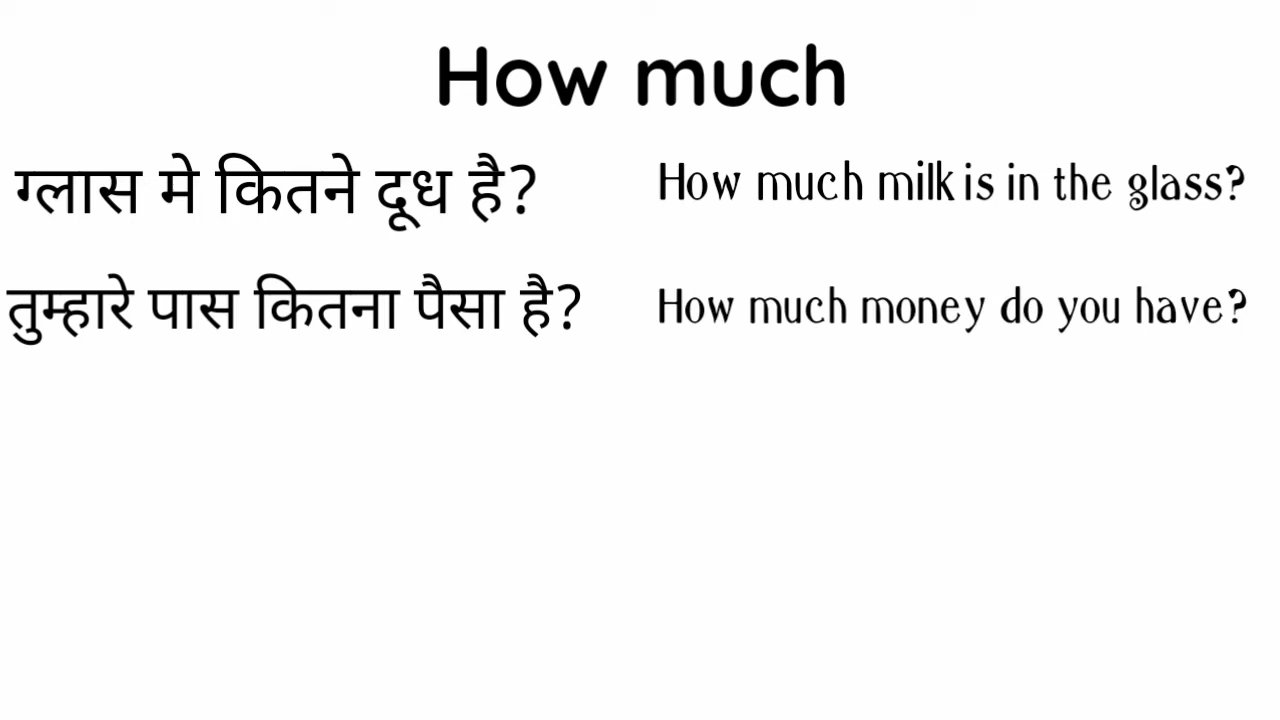 How much
ग्लास मे कितने दूध है? How much milk is in the glass?
तुम्हारे पास कितना पैसा है? How much money do you have?